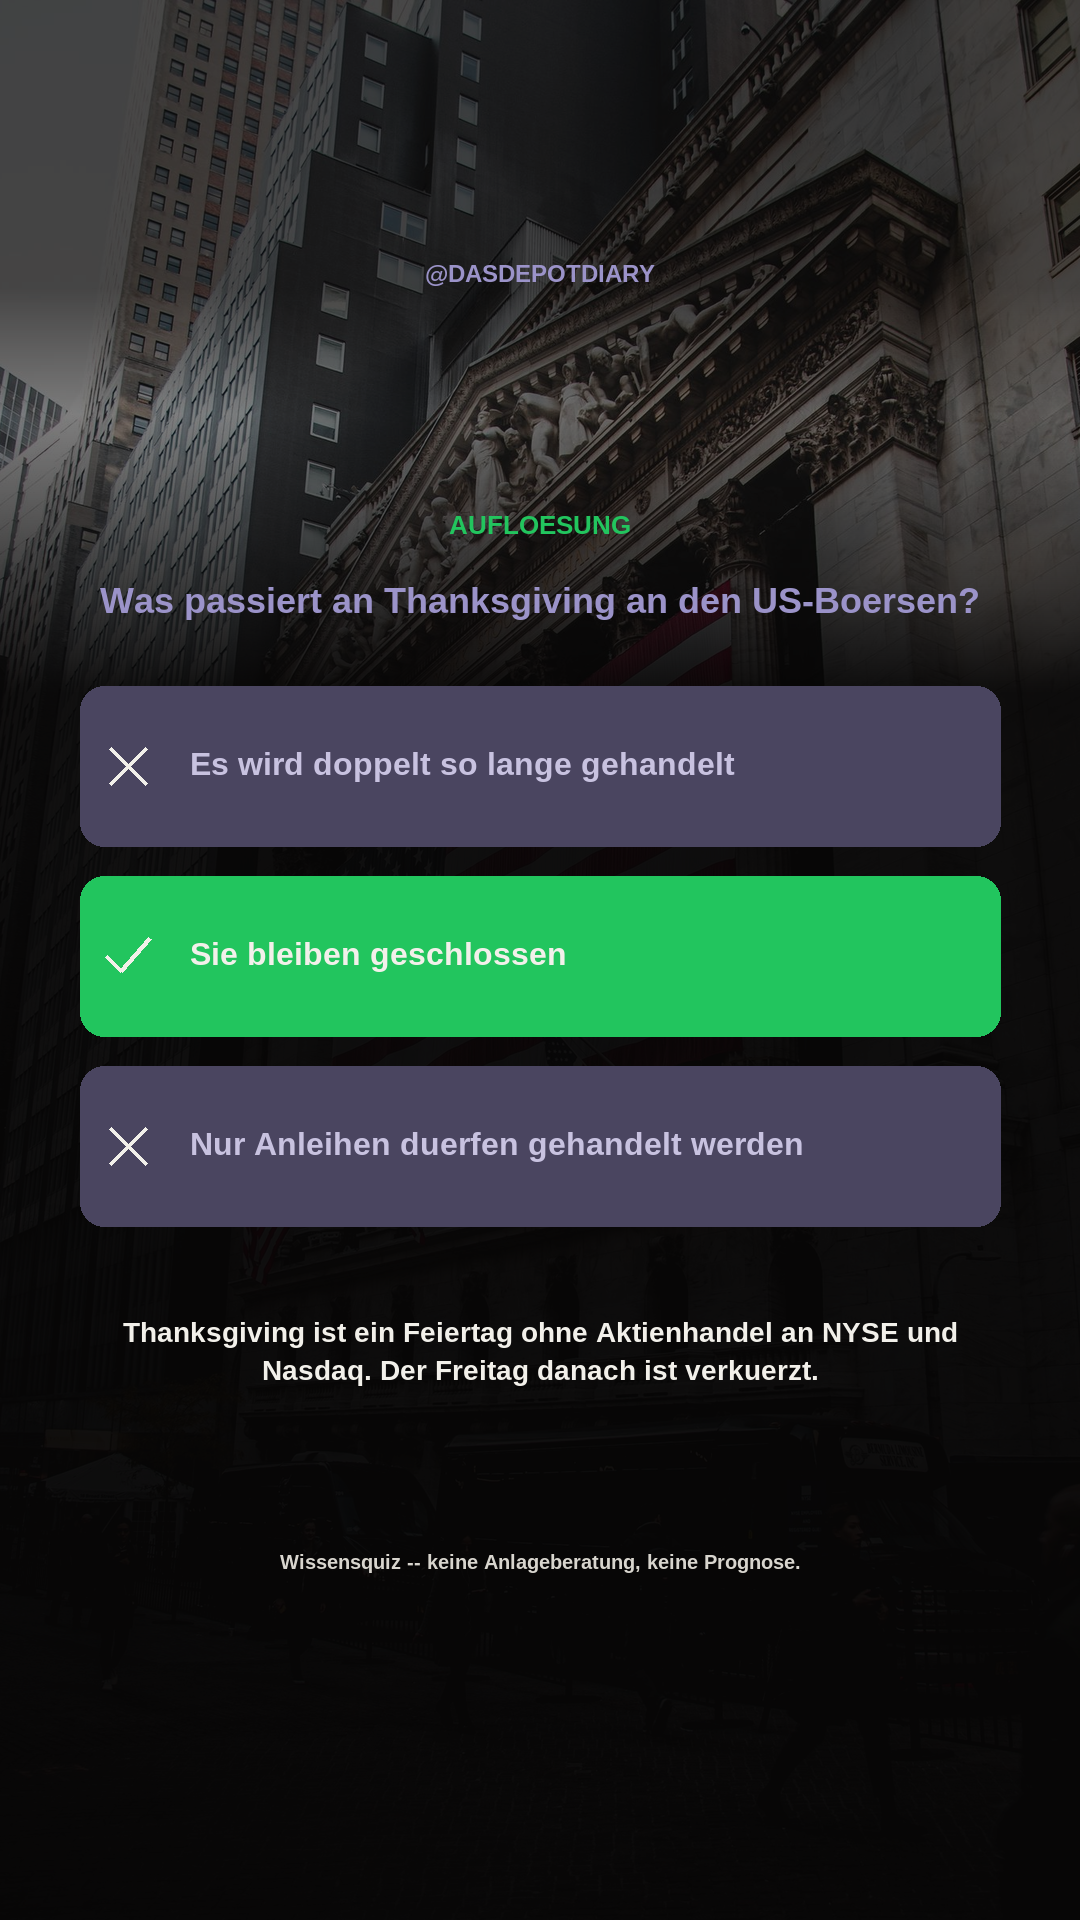 @DASDEPOTDIARY
AUFLOESUNG
Was passiert an Thanksgiving an den US-Boersen?
Es wird doppelt so lange gehandelt
Sie bleiben geschlossen
Nur Anleihen duerfen gehandelt werden
Thanksgiving ist ein Feiertag ohne Aktienhandel an NYSE und
Nasdaq. Der Freitag danach ist verkuerzt.
Wissensquiz -- keine Anlageberatung, keine Prognose.